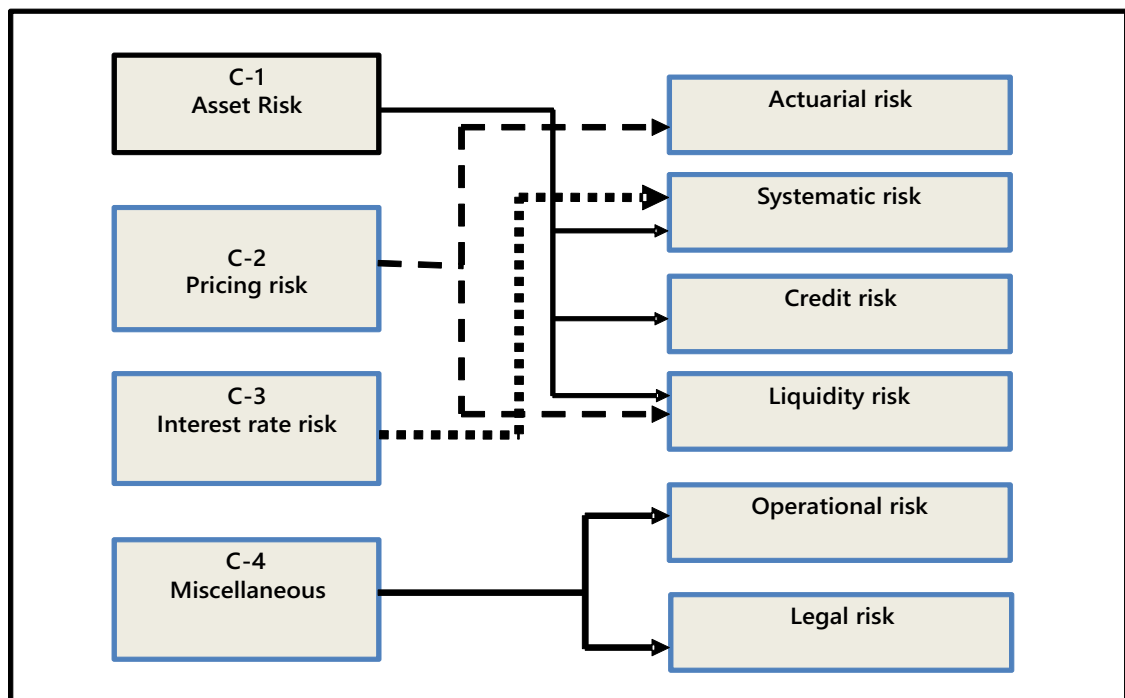 C-1
Asset Risk
C-2
Pricing risk
C-3
Interest rate risk
C-4
Miscellaneous
Actuarial risk
Systematic risk
Credit risk
Liquidity risk
Operational risk
Legal risk